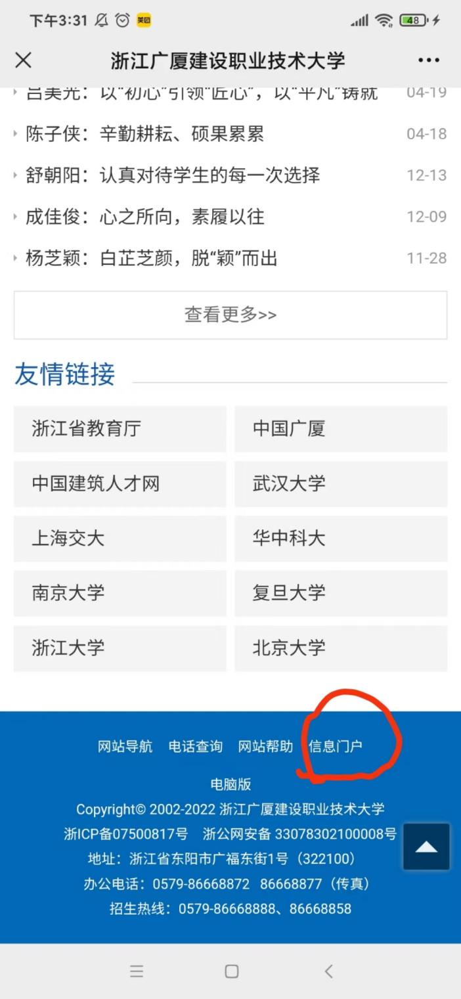 下午3:31 美团 48
浙江广厦建设职业技术大学
吕美光：以“初心”引领“匠心”，以“平凡”铸就 04-19
陈子侠：辛勤耕耘、硕果累累 04-18
舒朝阳：认真对待学生的每一次选择 12-13
成佳俊：心之所向，素履以往 12-09
杨芝颖：白芷芝颜，脱“颖”而出 11-28
查看更多>>
友情链接
浙江省教育厅 中国广厦
中国建筑人才网 武汉大学
上海交大 华中科大
南京大学 复旦大学
浙江大学 北京大学
网站导航 电话查询 网站帮助 信息门户
电脑版
Copyright© 2002-2022 浙江广厦建设职业技术大学
浙ICP备07500817号 浙公网安备 33078302100008号
地址：浙江省东阳市广福东街1号（322100）
办公电话：0579-86668872 86668877（传真）
招生热线：0579-86668888、86668858